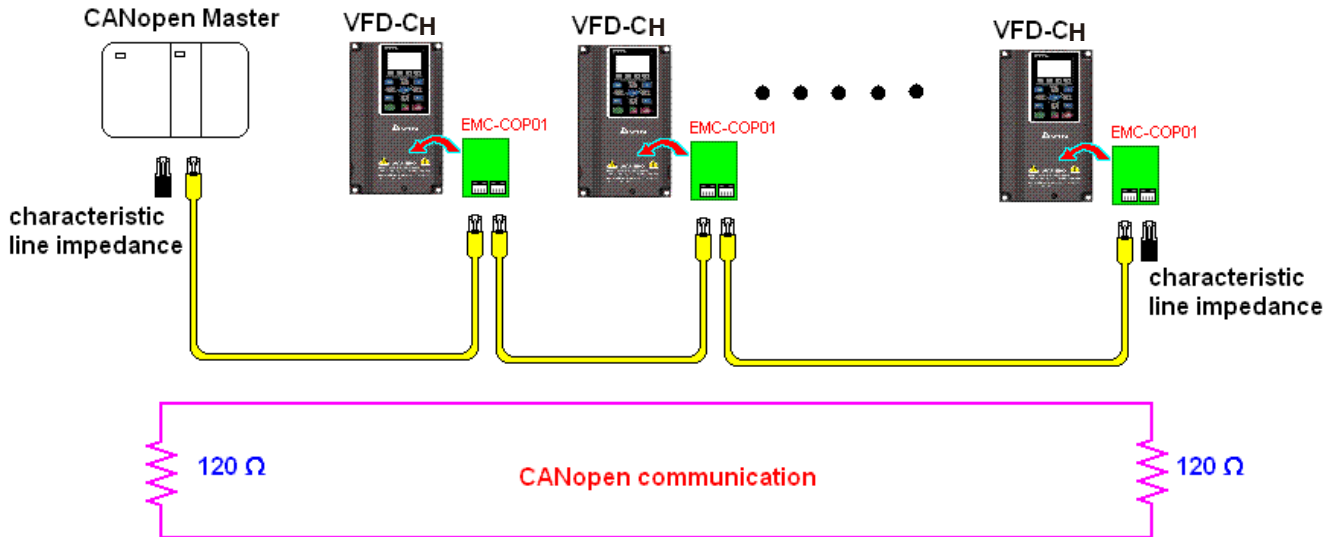 CANopen Master
VFD-CH
VFD-CH
VFD-CH
EMC-COP01
EMC-COP01
EMC-COP01
characteristic
line impedance
characteristic
line impedance
120 Ω
CANopen communication
120 Ω